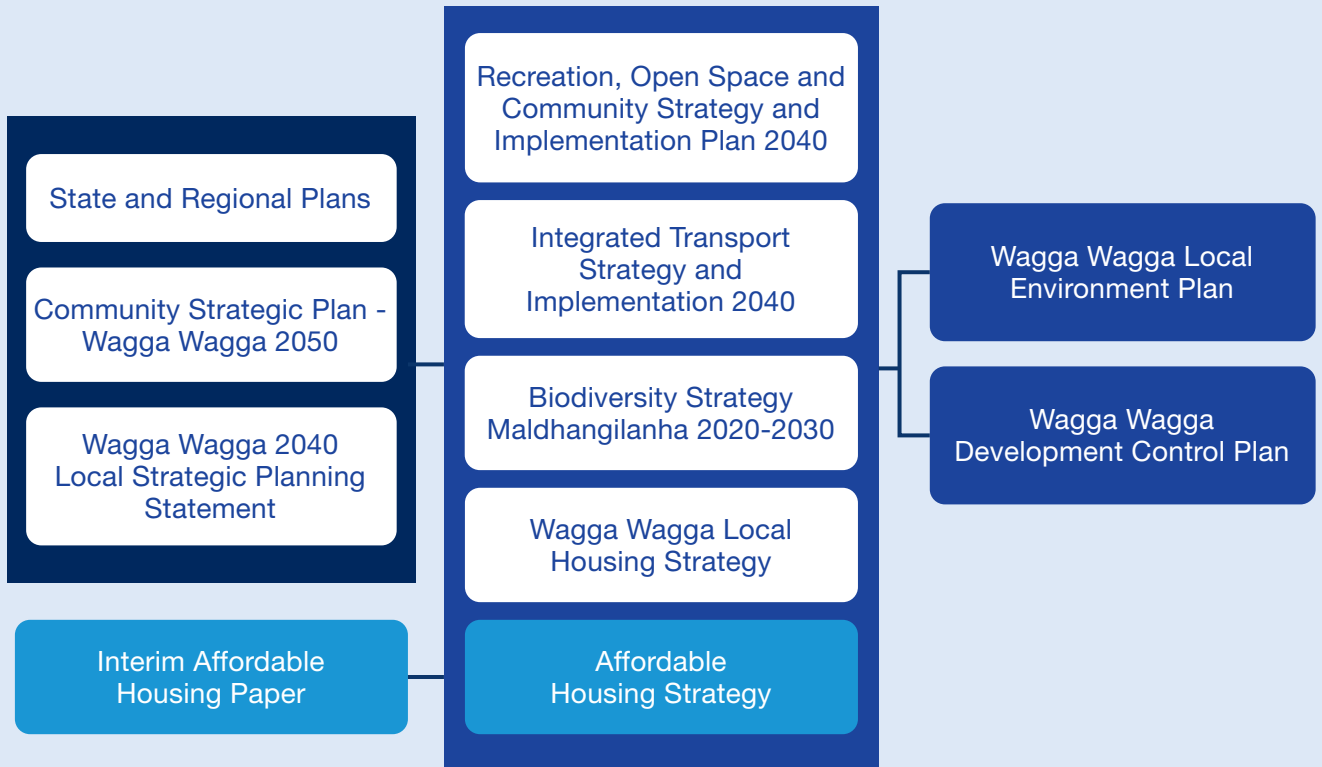 State and Regional Plans
Community Strategic Plan -
Wagga Wagga 2050
Wagga Wagga 2040
Local Strategic Planning
Statement
Interim Affordable
Housing Paper
Recreation, Open Space and
Community Strategy and
Implementation Plan 2040
Integrated Transport
Strategy and
Implementation 2040
Biodiversity Strategy
Maldhangilanha 2020-2030
Wagga Wagga Local
Housing Strategy
Affordable
Housing Strategy
Wagga Wagga Local
Environment Plan
Wagga Wagga
Development Control Plan